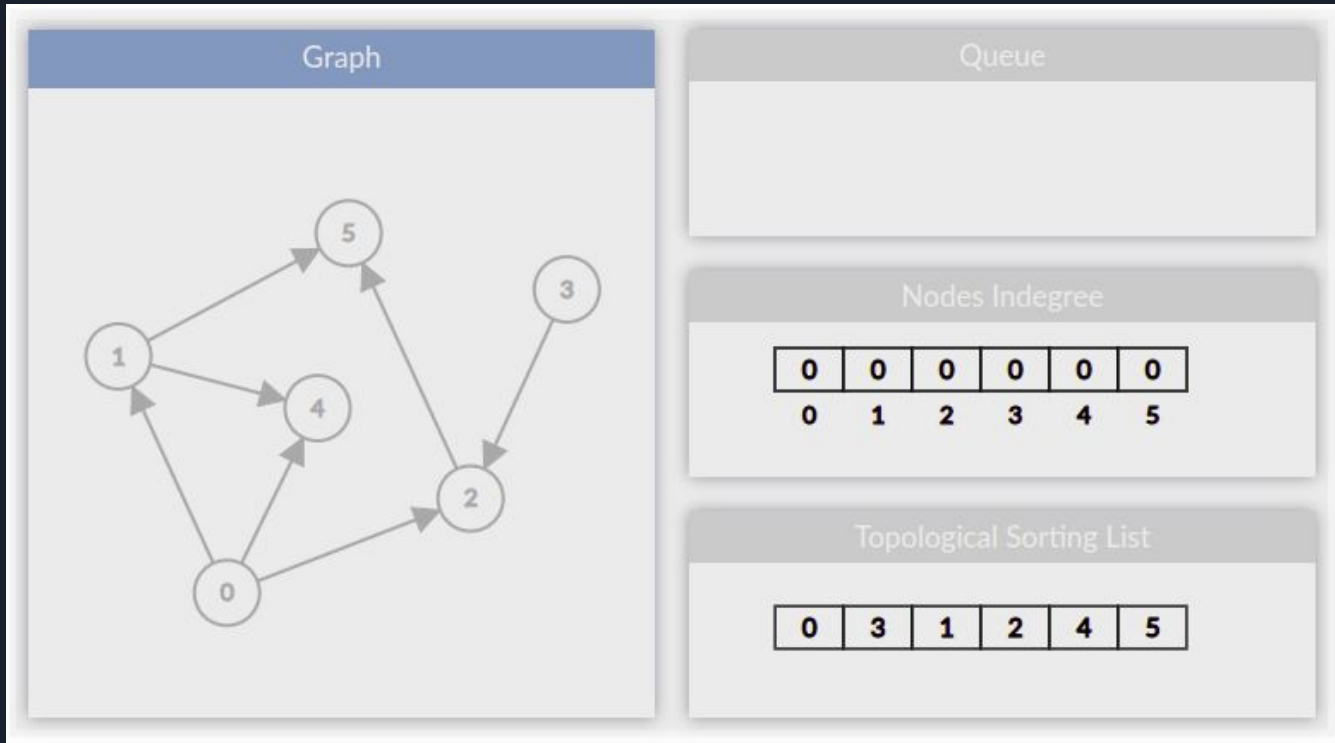 Graph
5
3
1
4
2
0
Queue
Nodes Indegree
0 0 0 0 0 0
0 1 2 3 4 5
Topological Sorting List
0 3 1 2 4 5